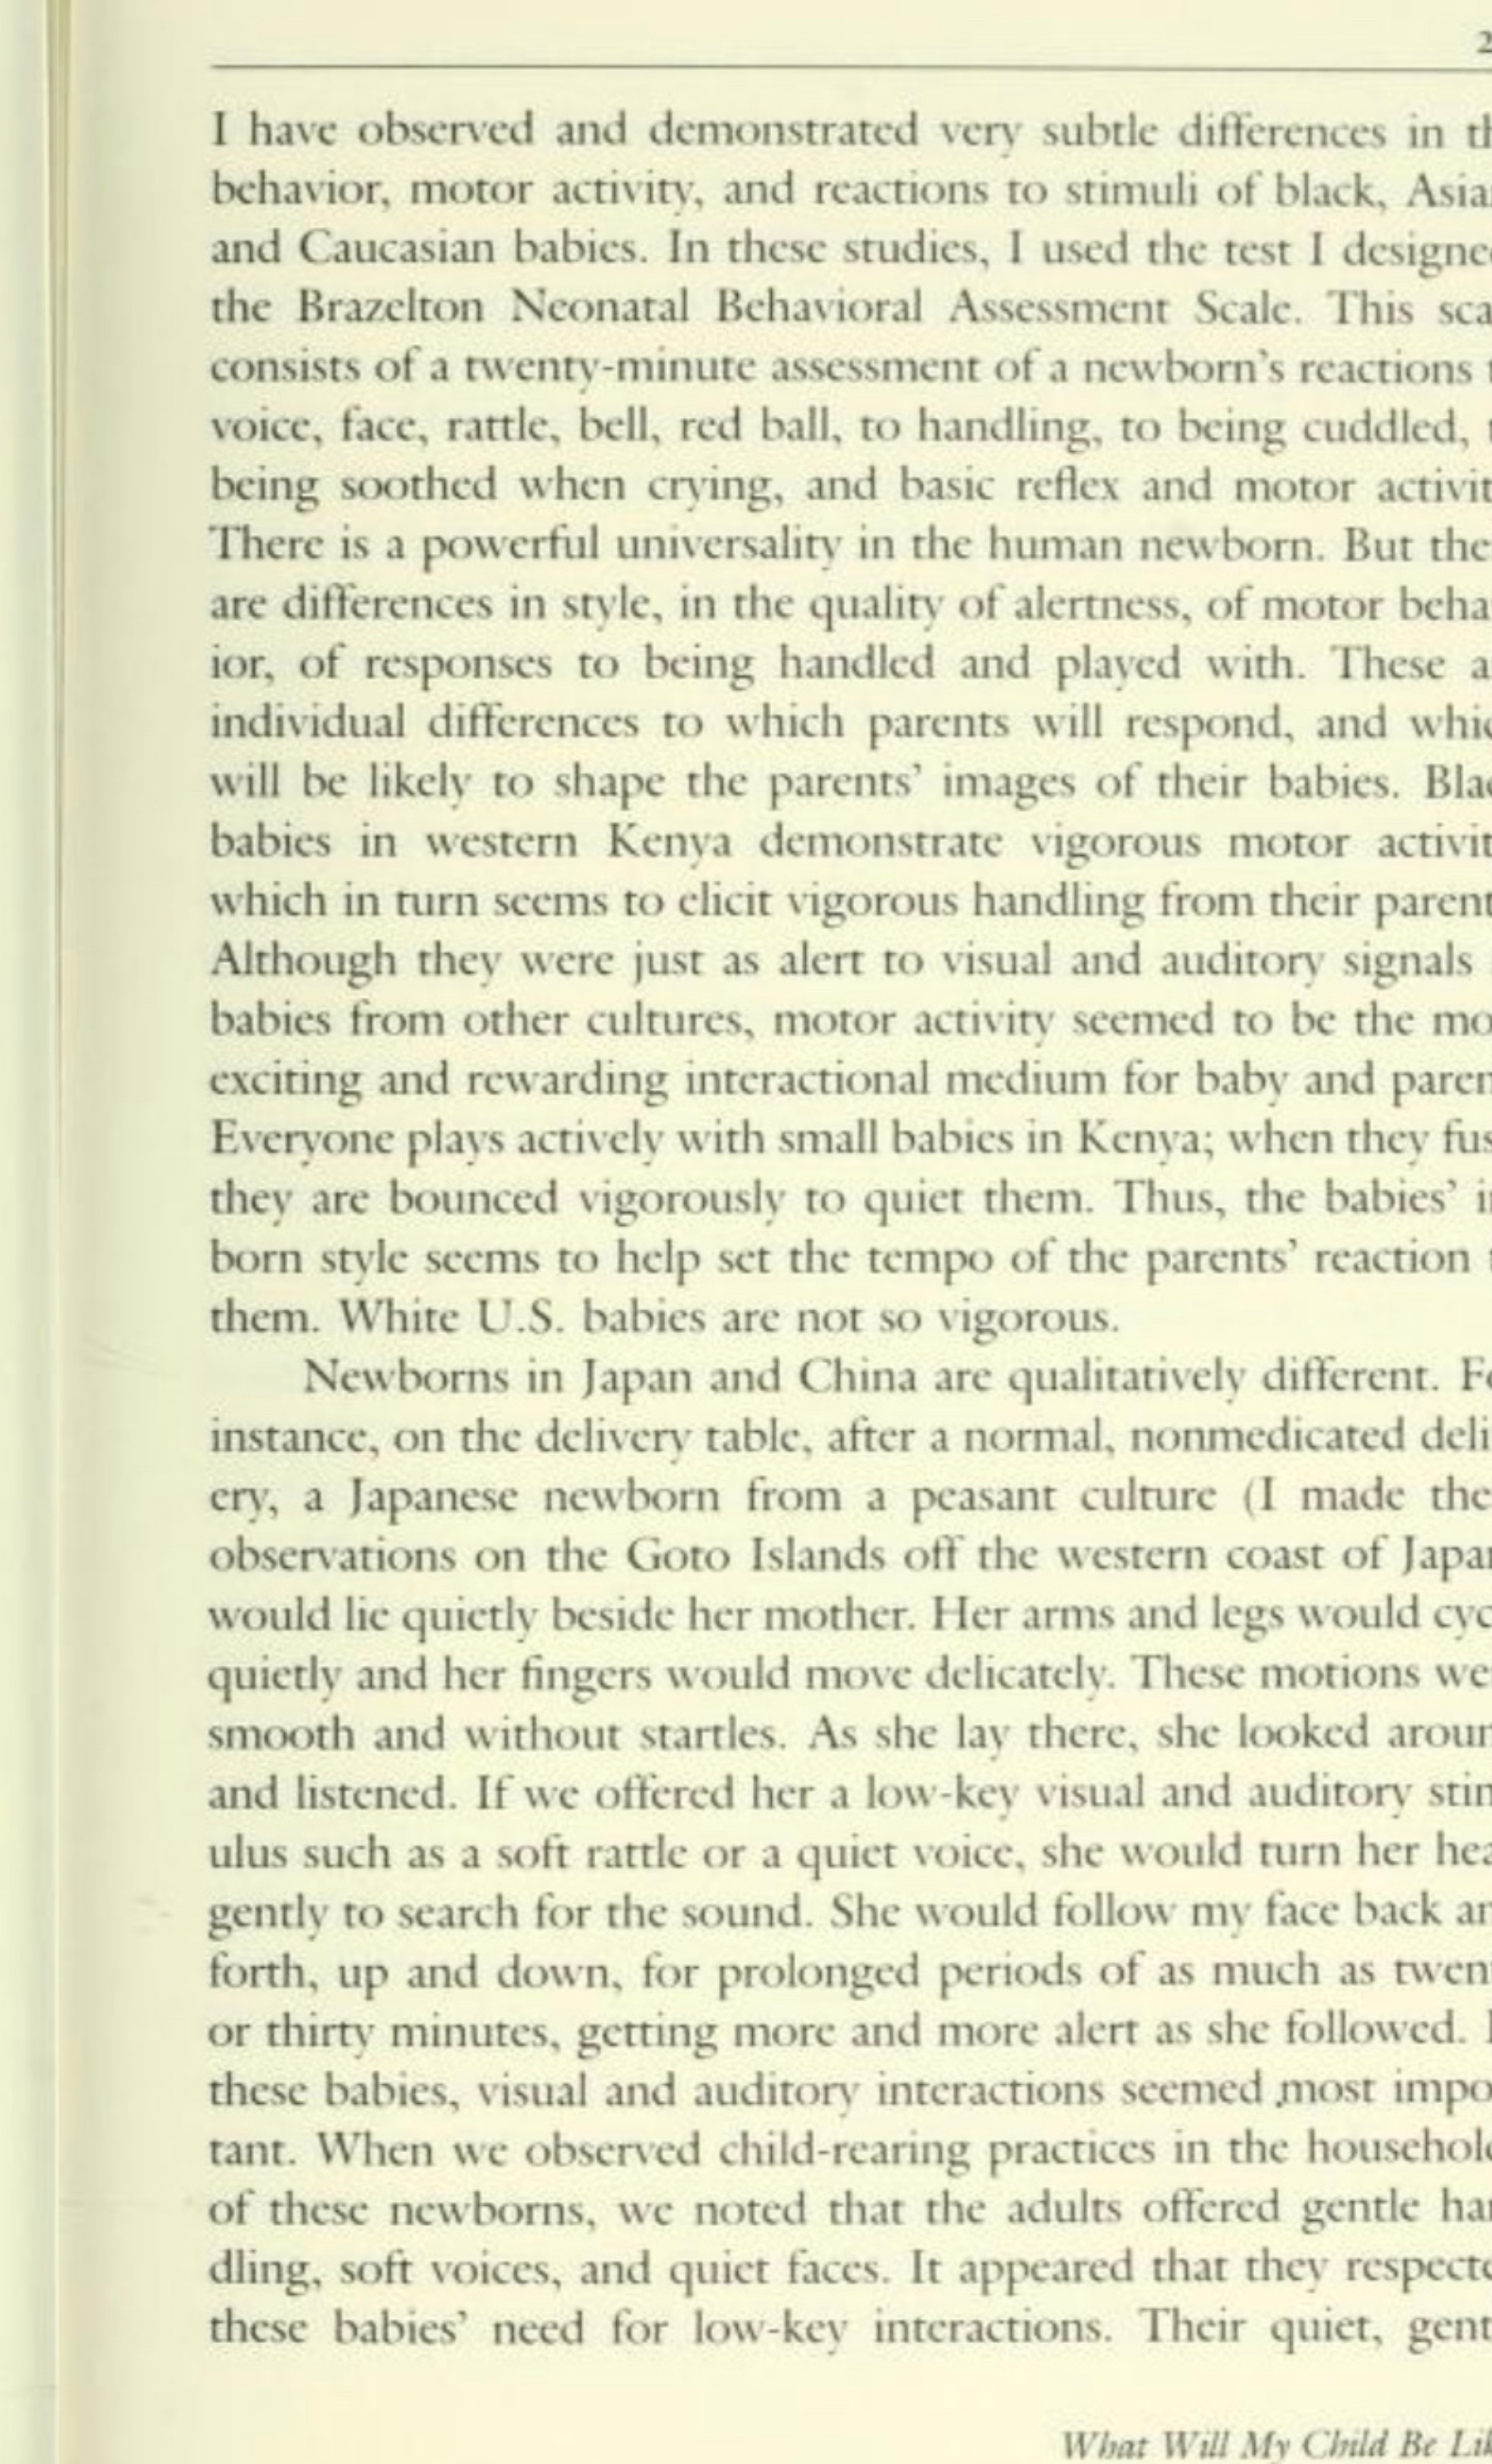 2
I have observed and demonstrated very subtle differences in th
behavior, motor activity, and reactions to stimuli of black, Asia
and Caucasian babies. In these studies, I used the test I designe
the Brazelton Neonatal Behavioral Assessment Scale. This sca
consists of a twenty-minute assessment of a newborn's reactions t
voice, face, rattle, bell, red ball, to handling, to being cuddled, t
being soothed when crying, and basic reflex and motor activit
There is a powerful universality in the human newborn. But the
are differences in style, in the quality of alertness, of motor beha
ior, of responses to being handled and played with. These a
individual differences to which parents will respond, and whic
will be likely to shape the parents' images of their babies. Blac
babies in western Kenya demonstrate vigorous motor activit
which in turn seems to elicit vigorous handling from their parent
Although they were just as alert to visual and auditory signals
babies from other cultures, motor activity seemed to be the mo
exciting and rewarding interactional medium for baby and paren
Everyone plays actively with small babies in Kenya; when they fus
they are bounced vigorously to quiet them. Thus, the babies' i
born style seems to help set the tempo of the parents' reaction t
them. White U.S. babies are not so vigorous.
Newborns in Japan and China are qualitatively different. Fo
instance, on the delivery table, after a normal, nonmedicated deli
ery, a Japanese newborn from a peasant culture (I made the
observations on the Goto Islands off the western coast of Japan
would lie quietly beside her mother. Her arms and legs would cyc
quietly and her fingers would move delicately. These motions we
smooth and without startles. As she lay there, she looked aroun
and listened. If we offered her a low-key visual and auditory stim
ulus such as a soft rattle or a quiet voice, she would turn her hea
gently to search for the sound. She would follow my face back an
forth, up and down, for prolonged periods of as much as twent
or thirty minutes, getting more and more alert as she followed. I
these babies, visual and auditory interactions seemed most impo
tant. When we observed child-rearing practices in the household
of these newborns, we noted that the adults offered gentle han
dling, soft voices, and quiet faces. It appeared that they respecte
these babies' need for low-key interactions. Their quiet, gent
What Will My Child Be Lik